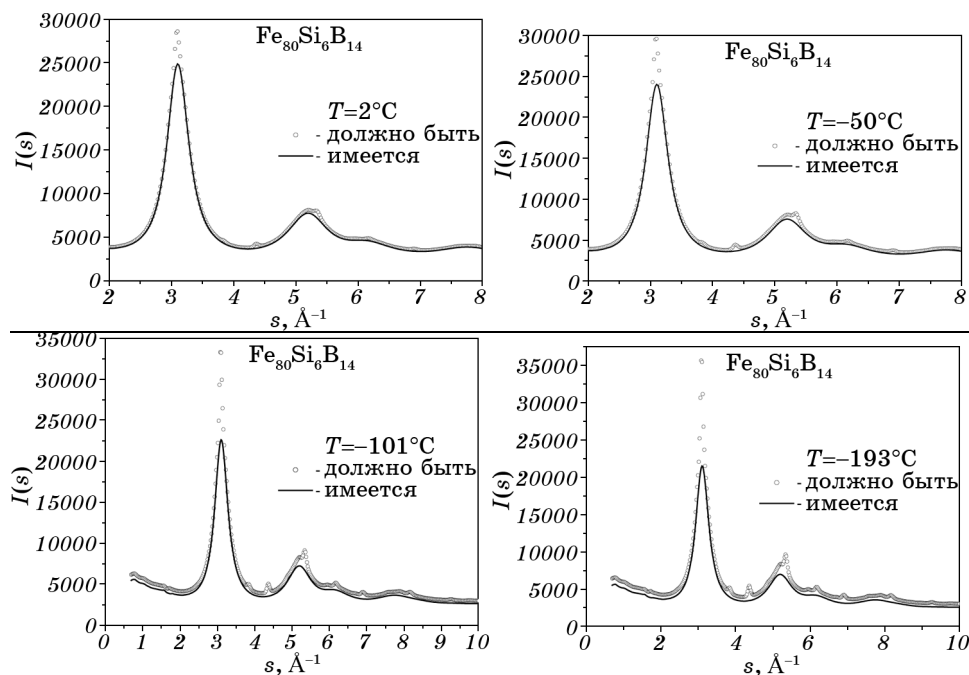 30000
25000
20000
15000
10000
5000
0
I(s)
Fe₈₀Si₆B₁₄
T=2°C
- должно быть
- имеется
2 3 4 5 6 7 8
s, Å⁻¹
30000
25000
20000
15000
10000
5000
0
I(s)
Fe₈₀Si₆B₁₄
T=–50°C
- должно быть
- имеется
2 3 4 5 6 7 8
s, Å⁻¹
35000
30000
25000
20000
15000
10000
5000
0
I(s)
Fe₈₀Si₆B₁₄
T=–101°C
- должно быть
- имеется
0 1 2 3 4 5 6 7 8 9 10
s, Å⁻¹
35000
30000
25000
20000
15000
10000
5000
0
I(s)
Fe₈₀Si₆B₁₄
T=–193°C
- должно быть
- имеется
0 2 4 6 8 10
s, Å⁻¹